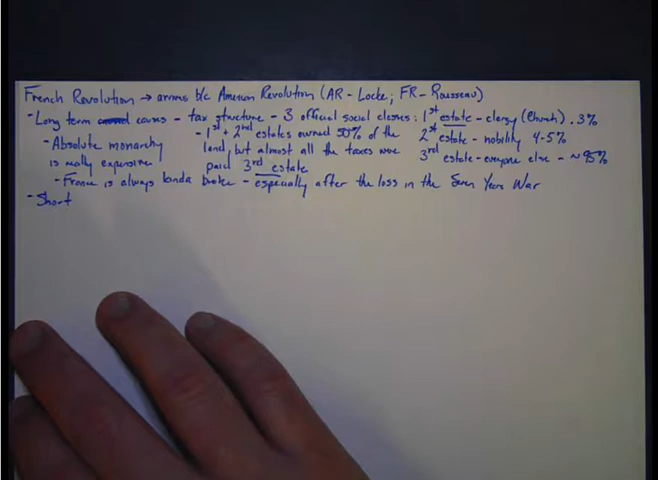 French Revolution → arrives b/c American Revolution (AR - Locke; FR - Rousseau)
- Long term causes - tax structure - 3 official social classes: 1st estate - clergy (Church) .3%
- Absolute monarchy - 1st + 2nd estates owned 50% of the 2st estate - nobility 4-5%
is really expensive land, but almost all the taxes were 3rd estate - everyone else - ~95%
paid 3rd estate
- France is always kinda broke - especially after the loss in the Seven Years War
- Short